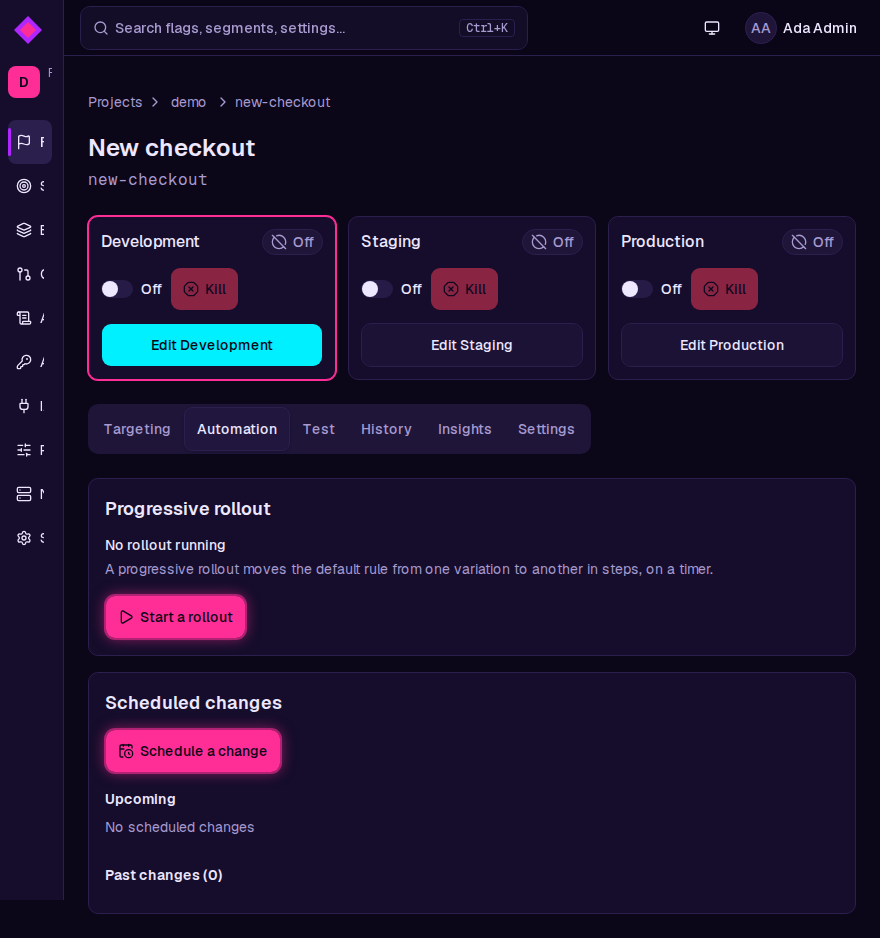 Search flags, segments, settings... Ctrl+K
AA Ada Admin
D
Projects > demo > new-checkout
New checkout
new-checkout
Development Off
Off Kill
Edit Development
Staging Off
Off Kill
Edit Staging
Production Off
Off Kill
Edit Production
Targeting Automation Test History Insights Settings
Progressive rollout
No rollout running
A progressive rollout moves the default rule from one variation to another in steps, on a timer.
Start a rollout
Scheduled changes
Schedule a change
Upcoming
No scheduled changes
Past changes (0)